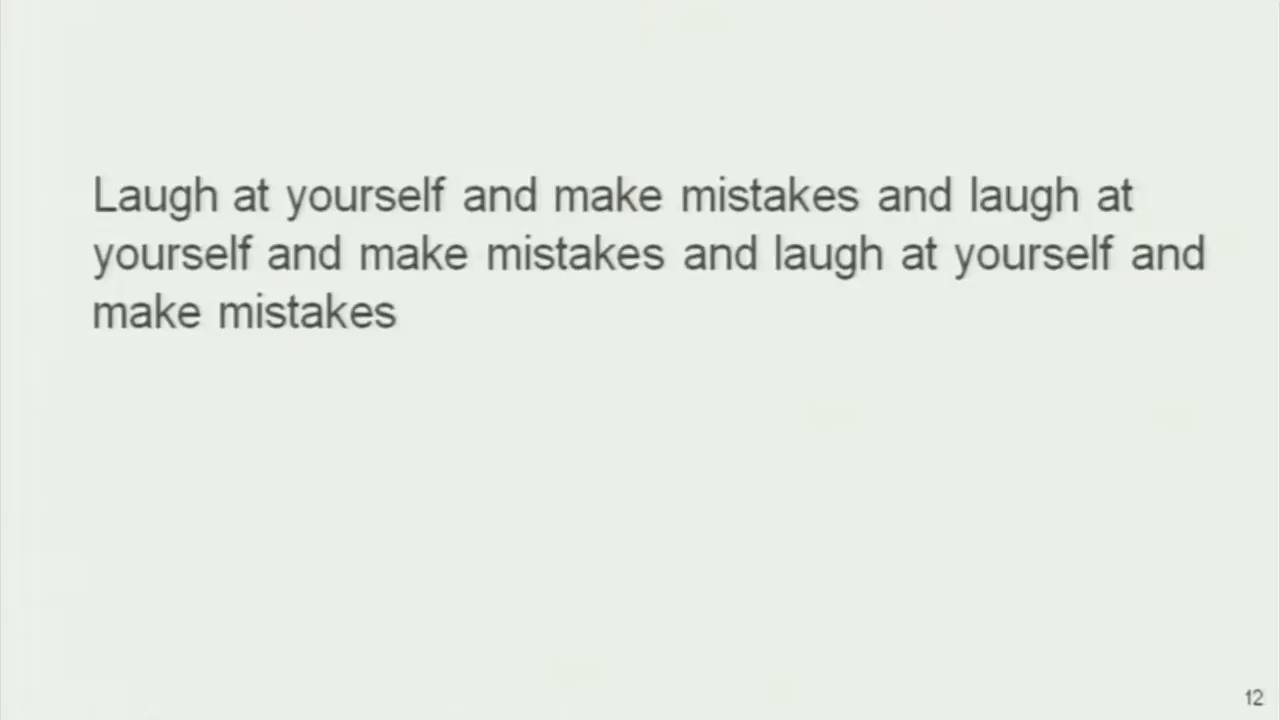 Laugh at yourself and make mistakes and laugh at
yourself and make mistakes and laugh at yourself and
make mistakes
12